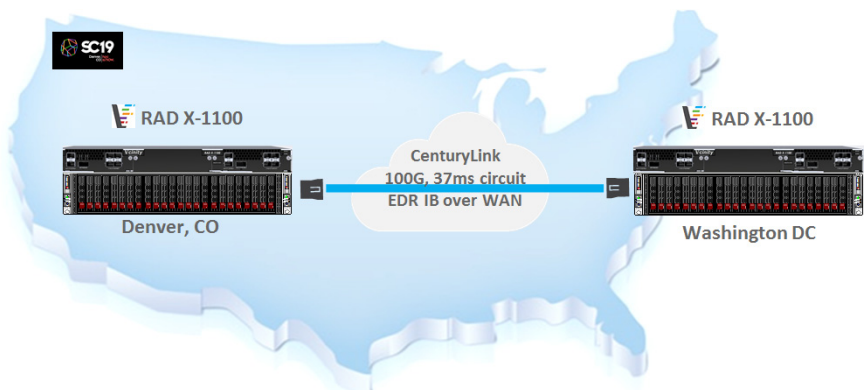 SC19
RAD X-1100
RAD X-1100
CenturyLink
100G, 37ms circuit
EDR IB over WAN
Denver, CO
Washington DC